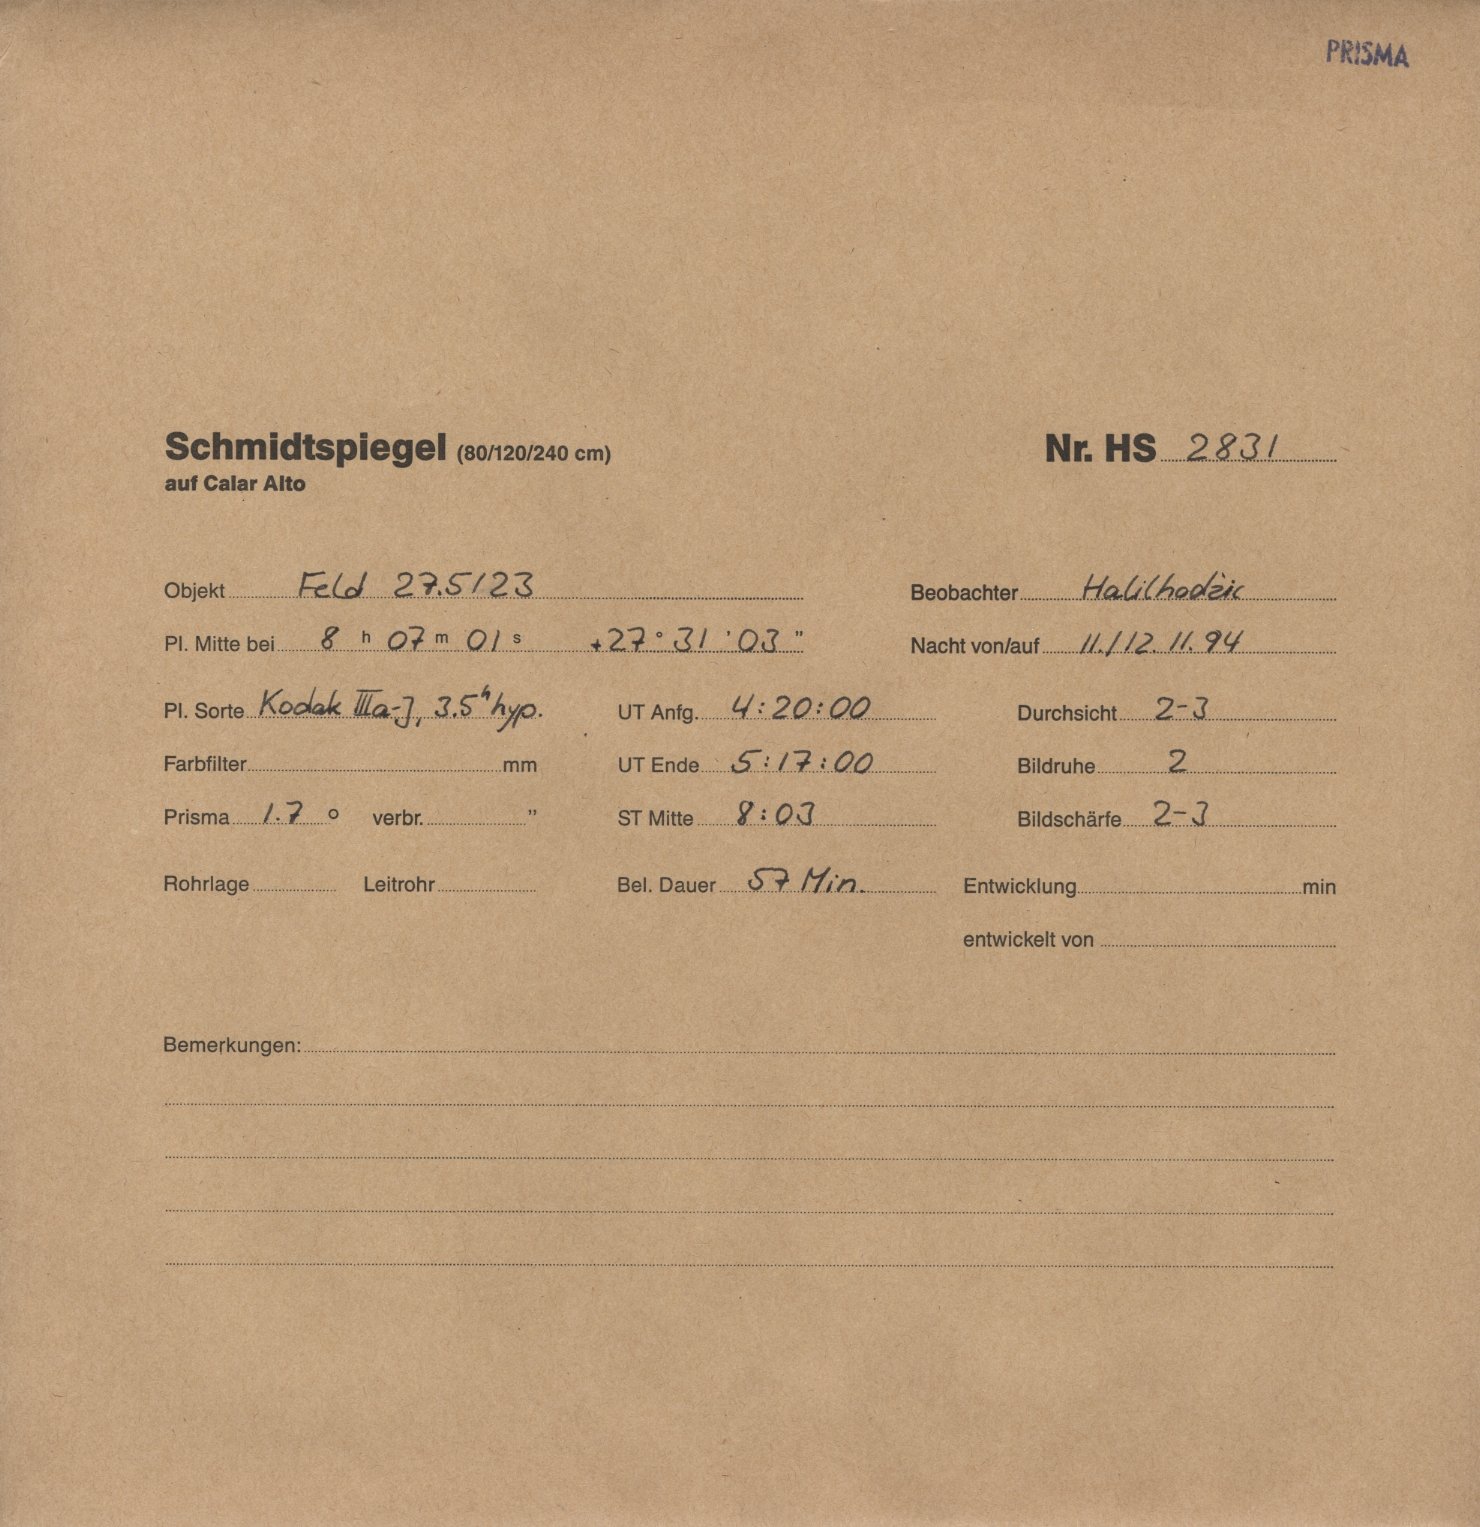 PRISMA
Schmidtspiegel (80/120/240 cm) Nr. HS 2831
auf Calar Alto
Objekt Feld 27.5/23 Beobachter Halilhodžić
Pl. Mitte bei 8 h 07 m 01 s +27° 31 ' 03 " Nacht von/auf 11./12. 11. 94
Pl. Sorte Kodak IIIa-J, 3.5h hyp. UT Anfg. 4:20:00 Durchsicht 2-3
Farbfilter mm UT Ende 5:17:00 Bildruhe 2
Prisma 1.7 ° verbr. " ST Mitte 8:03 Bildschärfe 2-3
Rohrlage Leitrohr Bel. Dauer 57 Min. Entwicklung min
entwickelt von
Bemerkungen: